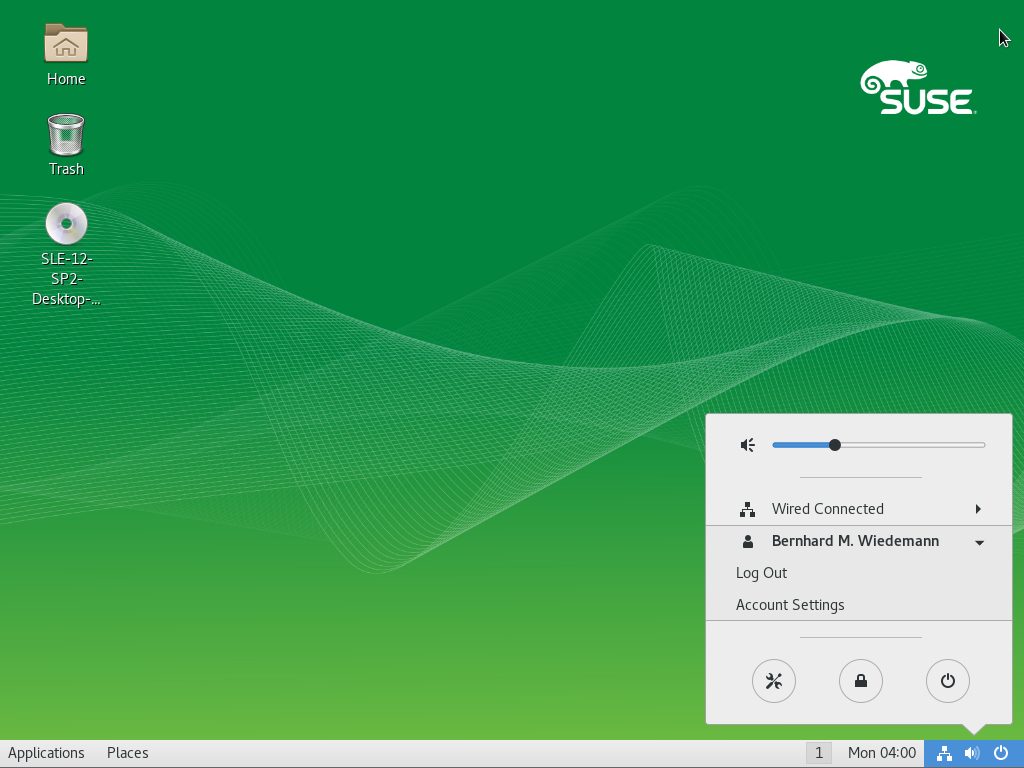 Home
Trash
SLE-12-
SP2-
Desktop-...
SUSE
Wired Connected
Bernhard M. Wiedemann
Log Out
Account Settings
Applications
Places
1
Mon 04:00